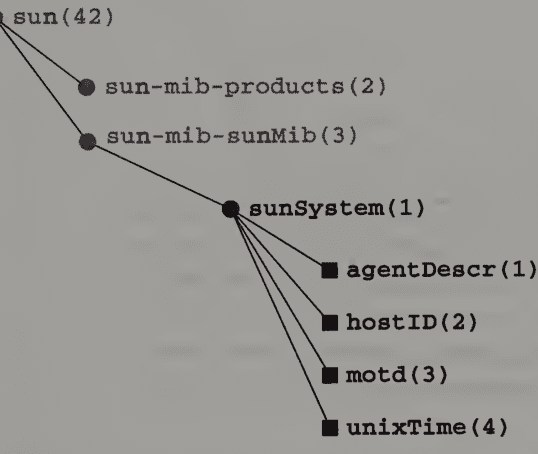 sun(42)
sun-mib-products(2)
sun-mib-sunMib(3)
sunSystem(1)
agentDescr(1)
hostID(2)
motd(3)
unixTime(4)